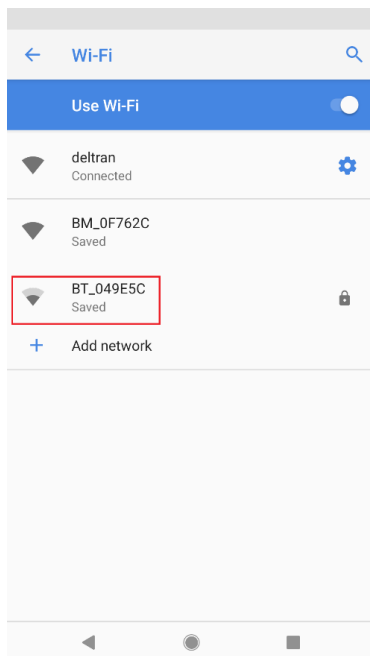 Wi-Fi
Use Wi-Fi
deltran
Connected
BM_0F762C
Saved
BT_049E5C
Saved
Add network